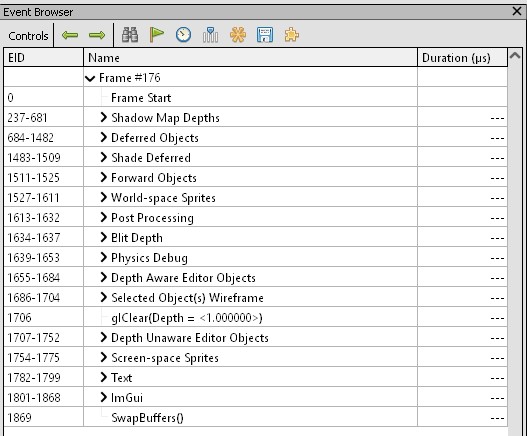 Event Browser
Controls
EID Name Duration (µs)
Frame #176
0 Frame Start
237-681 Shadow Map Depths ---
684-1482 Deferred Objects ---
1483-1509 Shade Deferred ---
1511-1525 Forward Objects ---
1527-1611 World-space Sprites ---
1613-1632 Post Processing ---
1634-1637 Blit Depth ---
1639-1653 Physics Debug ---
1655-1684 Depth Aware Editor Objects ---
1686-1704 Selected Object(s) Wireframe ---
1706 glClear(Depth = <1.000000>) ---
1707-1752 Depth Unaware Editor Objects ---
1754-1775 Screen-space Sprites ---
1782-1799 Text ---
1801-1868 ImGui ---
1869 SwapBuffers() ---